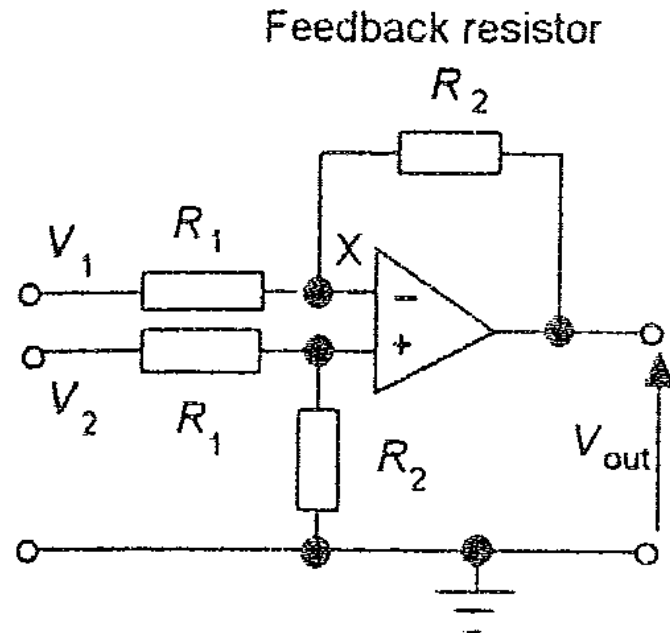 Feedback resistor
R2
V1
R1
X
−
+
V2
R1
R2
Vout